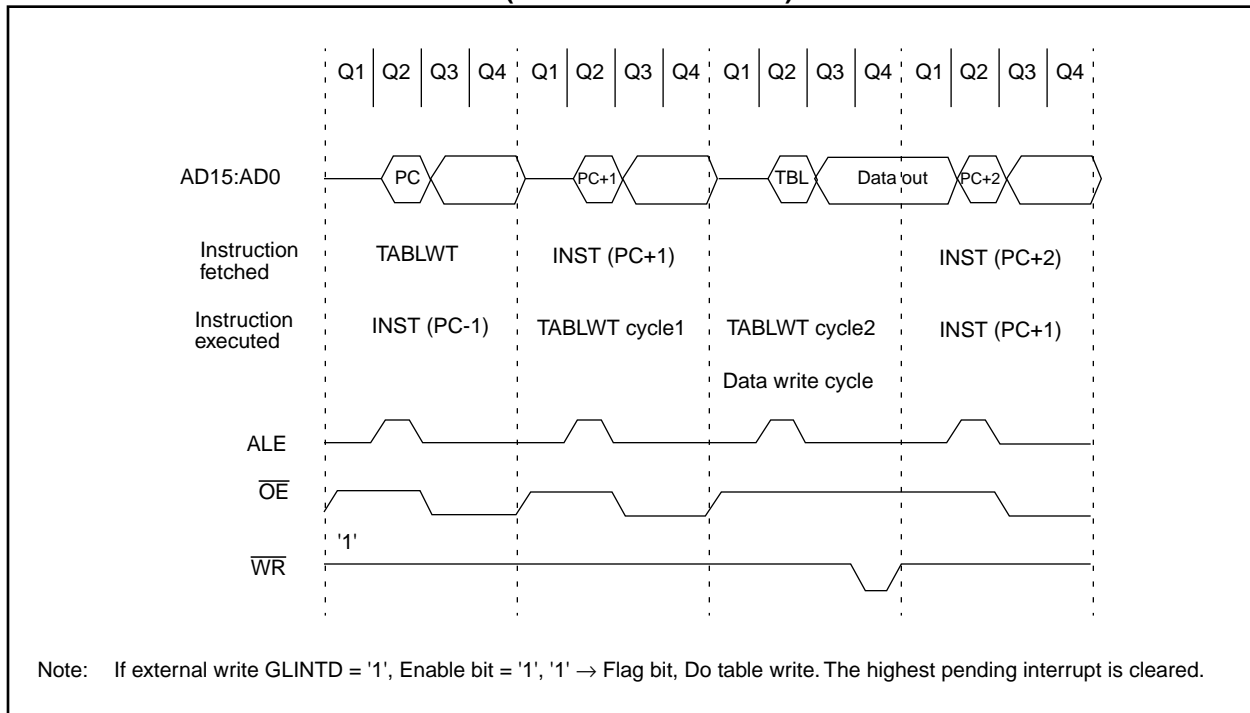 Q1 Q2 Q3 Q4 Q1 Q2 Q3 Q4 Q1 Q2 Q3 Q4 Q1 Q2 Q3 Q4
AD15:AD0 PC PC+1 TBL Data out PC+2
Instruction
fetched
TABLWT INST (PC+1) INST (PC+2)
Instruction
executed
INST (PC-1) TABLWT cycle1 TABLWT cycle2 INST (PC+1)
Data write cycle
ALE
OE
'1'
WR
Note: If external write GLINTD = '1', Enable bit = '1', '1' → Flag bit, Do table write. The highest pending interrupt is cleared.